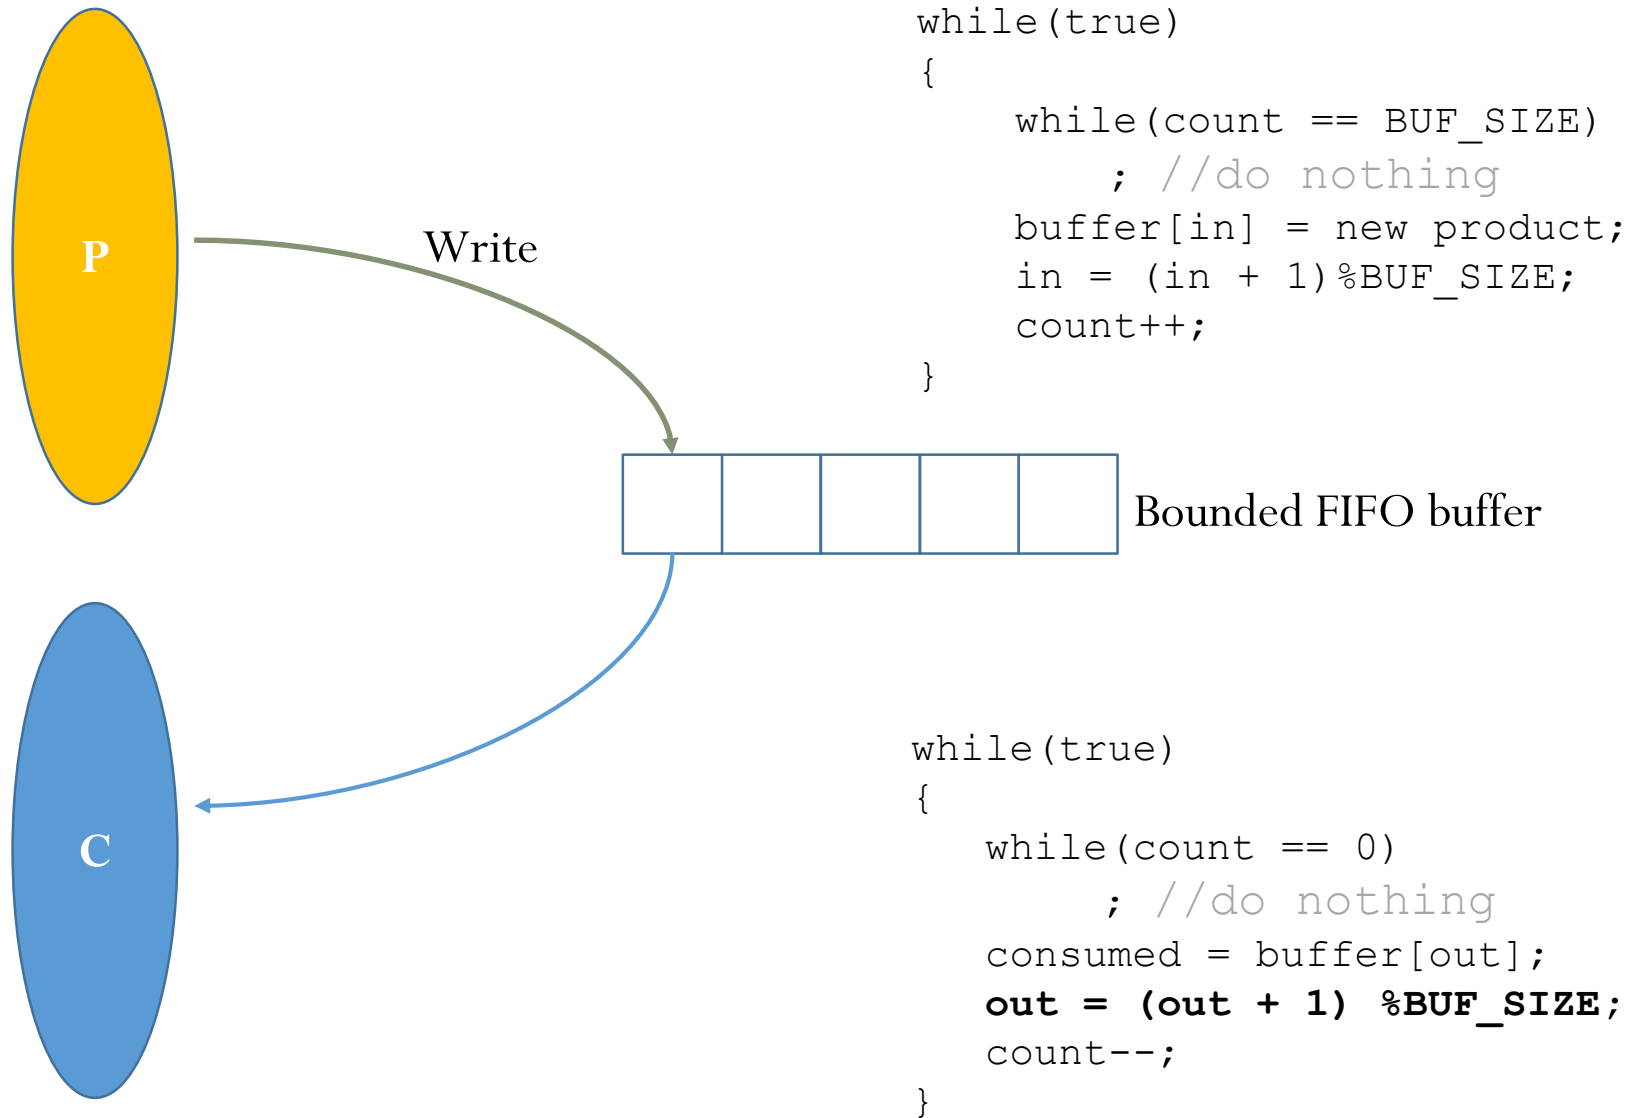 while(true)
{
while(count == BUF_SIZE)
; //do nothing
buffer[in] = new product;
in = (in + 1)%BUF_SIZE;
count++;
}
P
Write
Bounded FIFO buffer
C
while(true)
{
while(count == 0)
; //do nothing
consumed = buffer[out];
out = (out + 1) %BUF_SIZE;
count--;
}